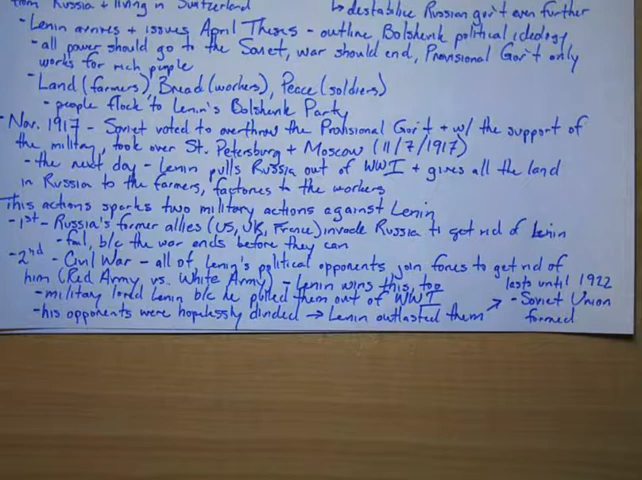 from Russia + living in Switzerland
↳ destabilize Russian gov't even further
- Lenin arrives + issues April Theses - outline Bolshevik political ideology
- all power should go to the Soviet, war should end, Provisional Gov't only
works for rich people
- Land (farmers), Bread (workers), Peace (soldiers)
- people flock to Lenin's Bolshevik Party
- Nov. 1917 - Soviet voted to overthrow the Provisional Gov't + w/ the support of
the military, took over St. Petersburg + Moscow (11/7/1917)
- the next day - Lenin pulls Russia out of WWI + gives all the land
in Russia to the farmers, factories to the workers
This actions sparks two military actions against Lenin
- 1st - Russia's former allies (US, UK, France) invade Russia to get rid of Lenin
- fail, b/c the war ends before they can
- 2nd - Civil War - all of Lenin's political opponents join forces to get rid of
him (Red Army vs. White Army) - Lenin wins this, too
lasts until 1922
- military loved Lenin b/c he pulled them out of WWI
- Soviet Union
formed
- his opponents were hopelessly divided → Lenin outlasted them